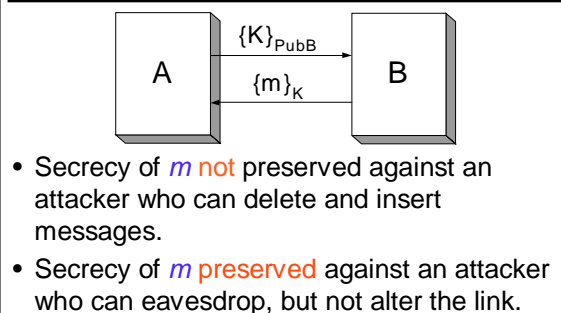 {K}PubB
A
B
{m}K
• Secrecy of m not preserved against an
attacker who can delete and insert
messages.
• Secrecy of m preserved against an attacker
who can eavesdrop, but not alter the link.